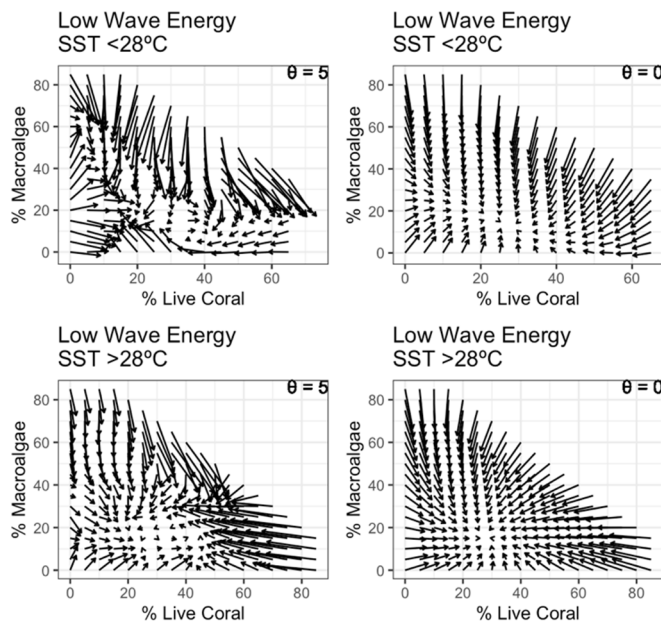 Low Wave Energy
SST <28ºC
θ = 5
80
60
40
20
0
% Macroalgae
0 20 40 60
% Live Coral
Low Wave Energy
SST <28ºC
θ = 0
80
60
40
20
0
% Macroalgae
0 20 40 60
% Live Coral
Low Wave Energy
SST >28ºC
θ = 5
80
60
40
20
0
% Macroalgae
0 20 40 60 80
% Live Coral
Low Wave Energy
SST >28ºC
θ = 0
80
60
40
20
0
% Macroalgae
0 20 40 60 80
% Live Coral